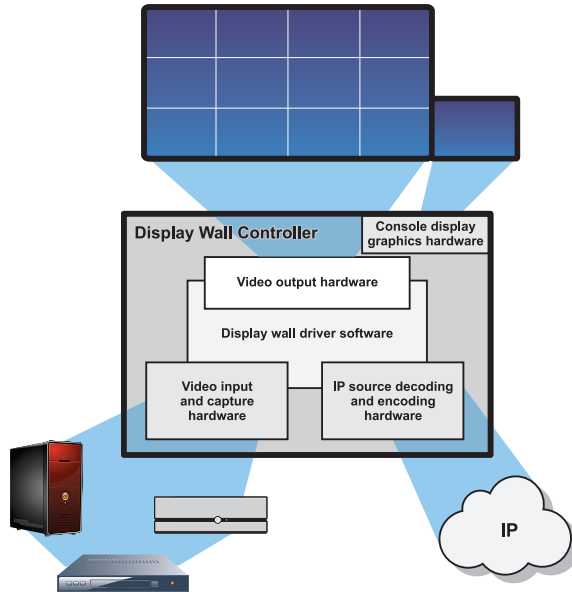 Display Wall Controller
Console display
graphics hardware
Video output hardware
Display wall driver software
Video input
and capture
hardware
IP source decoding
and encoding
hardware
IP